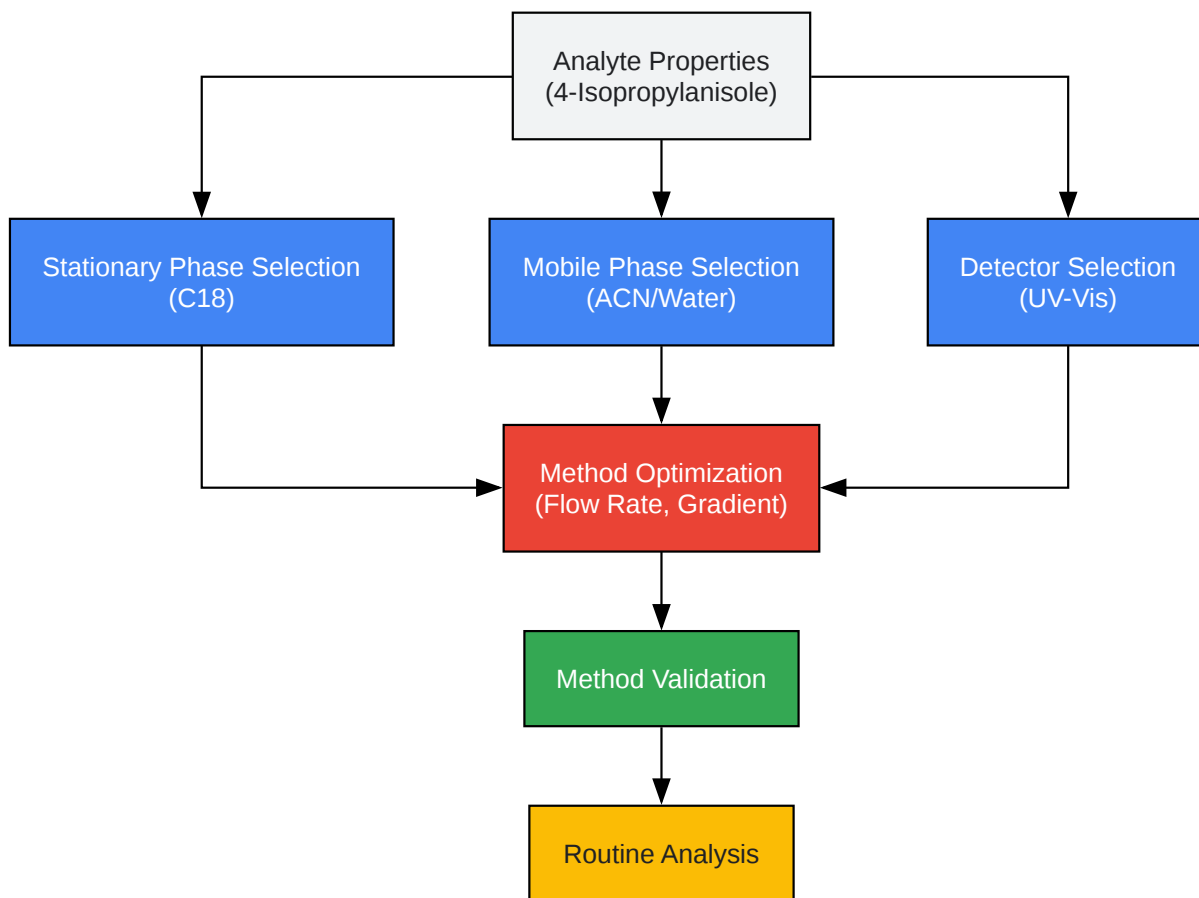 Analyte Properties
(4-Isopropylanisole)
Stationary Phase Selection
(C18)
Mobile Phase Selection
(ACN/Water)
Detector Selection
(UV-Vis)
Method Optimization
(Flow Rate, Gradient)
Method Validation
Routine Analysis